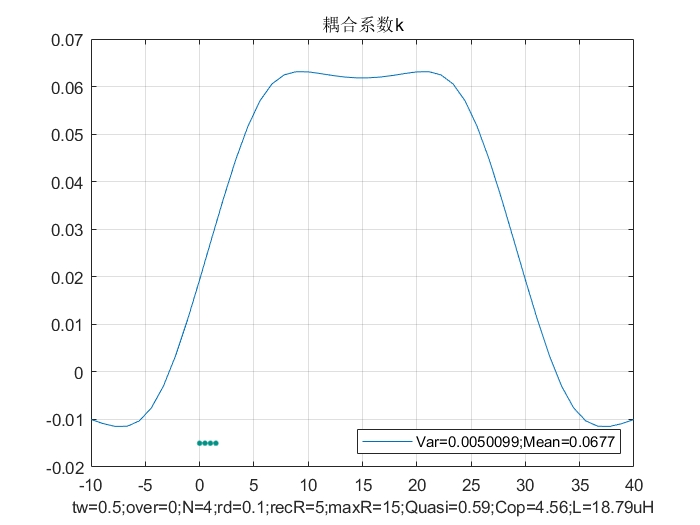 耦合系数k
0.07
0.06
0.05
0.04
0.03
0.02
0.01
0
-0.01
-0.02
Var=0.0050099;Mean=0.0677
-10 -5 0 5 10 15 20 25 30 35 40
tw=0.5;over=0;N=4;rd=0.1;recR=5;maxR=15;Quasi=0.59;Cop=4.56;L=18.79uH